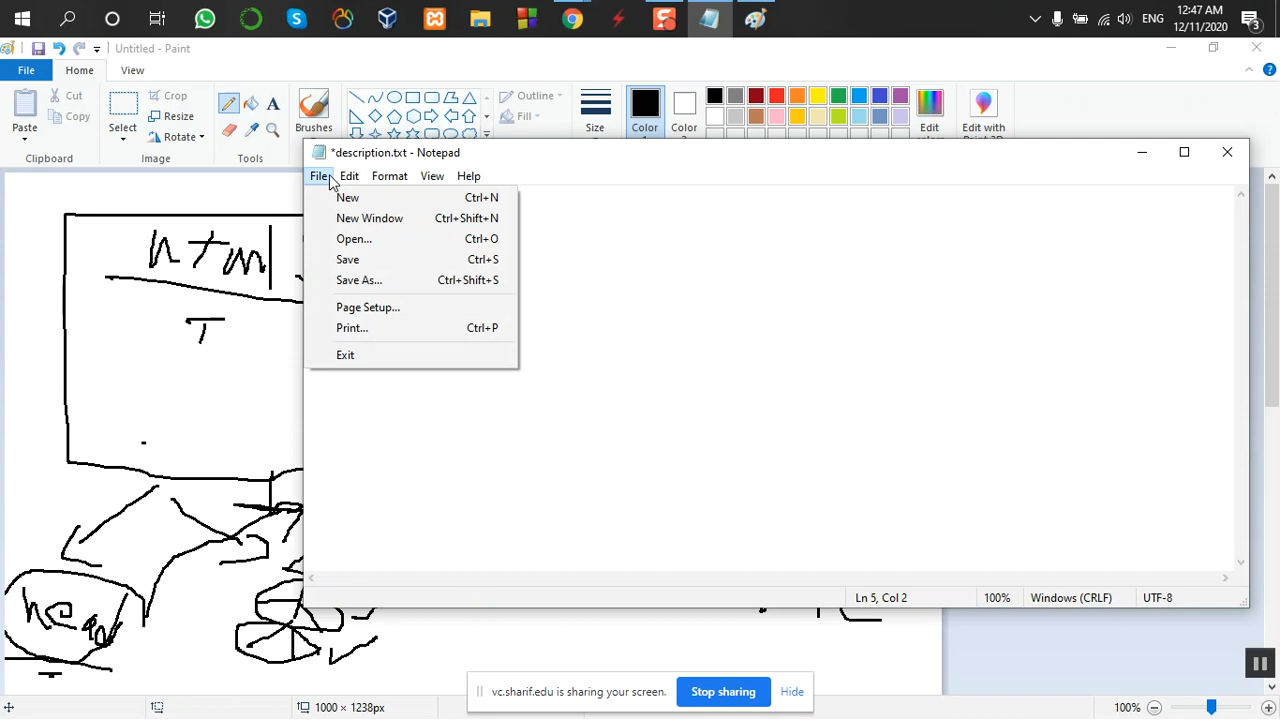 12:47 AM
ENG
12/11/2020
3
Untitled - Paint
File
Home
View
Paste
Cut
Copy
Clipboard
Select
Crop
Resize
Rotate
Image
A
Tools
Brushes
Outline
Fill
Size
Color
Color
Edit
colors
Edit with
*description.txt - Notepad
File
Edit
Format
View
Help
New Ctrl+N
New Window Ctrl+Shift+N
Open... Ctrl+O
Save Ctrl+S
Save As... Ctrl+Shift+S
Page Setup...
Print... Ctrl+P
Exit
Ln 5, Col 2
100%
Windows (CRLF)
UTF-8
html
head
vc.sharif.edu is sharing your screen.
Stop sharing
Hide
1000 × 1238px
100%